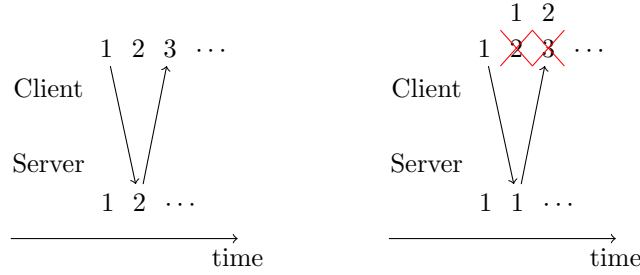 1 2
1 2 3 ⋯
1 2 3 ⋯
Client
Client
Server
Server
1 2 ⋯
1 1 ⋯
time
time